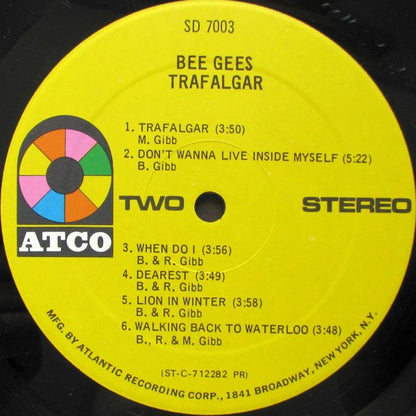 SD 7003
BEE GEES
TRAFALGAR
1. TRAFALGAR (3:50)
M. Gibb
2. DON'T WANNA LIVE INSIDE MYSELF (5:22)
B. Gibb
TWO
STEREO
ATCO
3. WHEN DO I (3:56)
B. & R. Gibb
4. DEAREST (3:49)
B. & R. Gibb
5. LION IN WINTER (3:58)
B. & R. Gibb
6. WALKING BACK TO WATERLOO (3:48)
B., R. & M. Gibb
(ST-C-712282 PR)
MFG. BY ATLANTIC RECORDING CORP., 1841 BROADWAY, NEW YORK, N.Y.